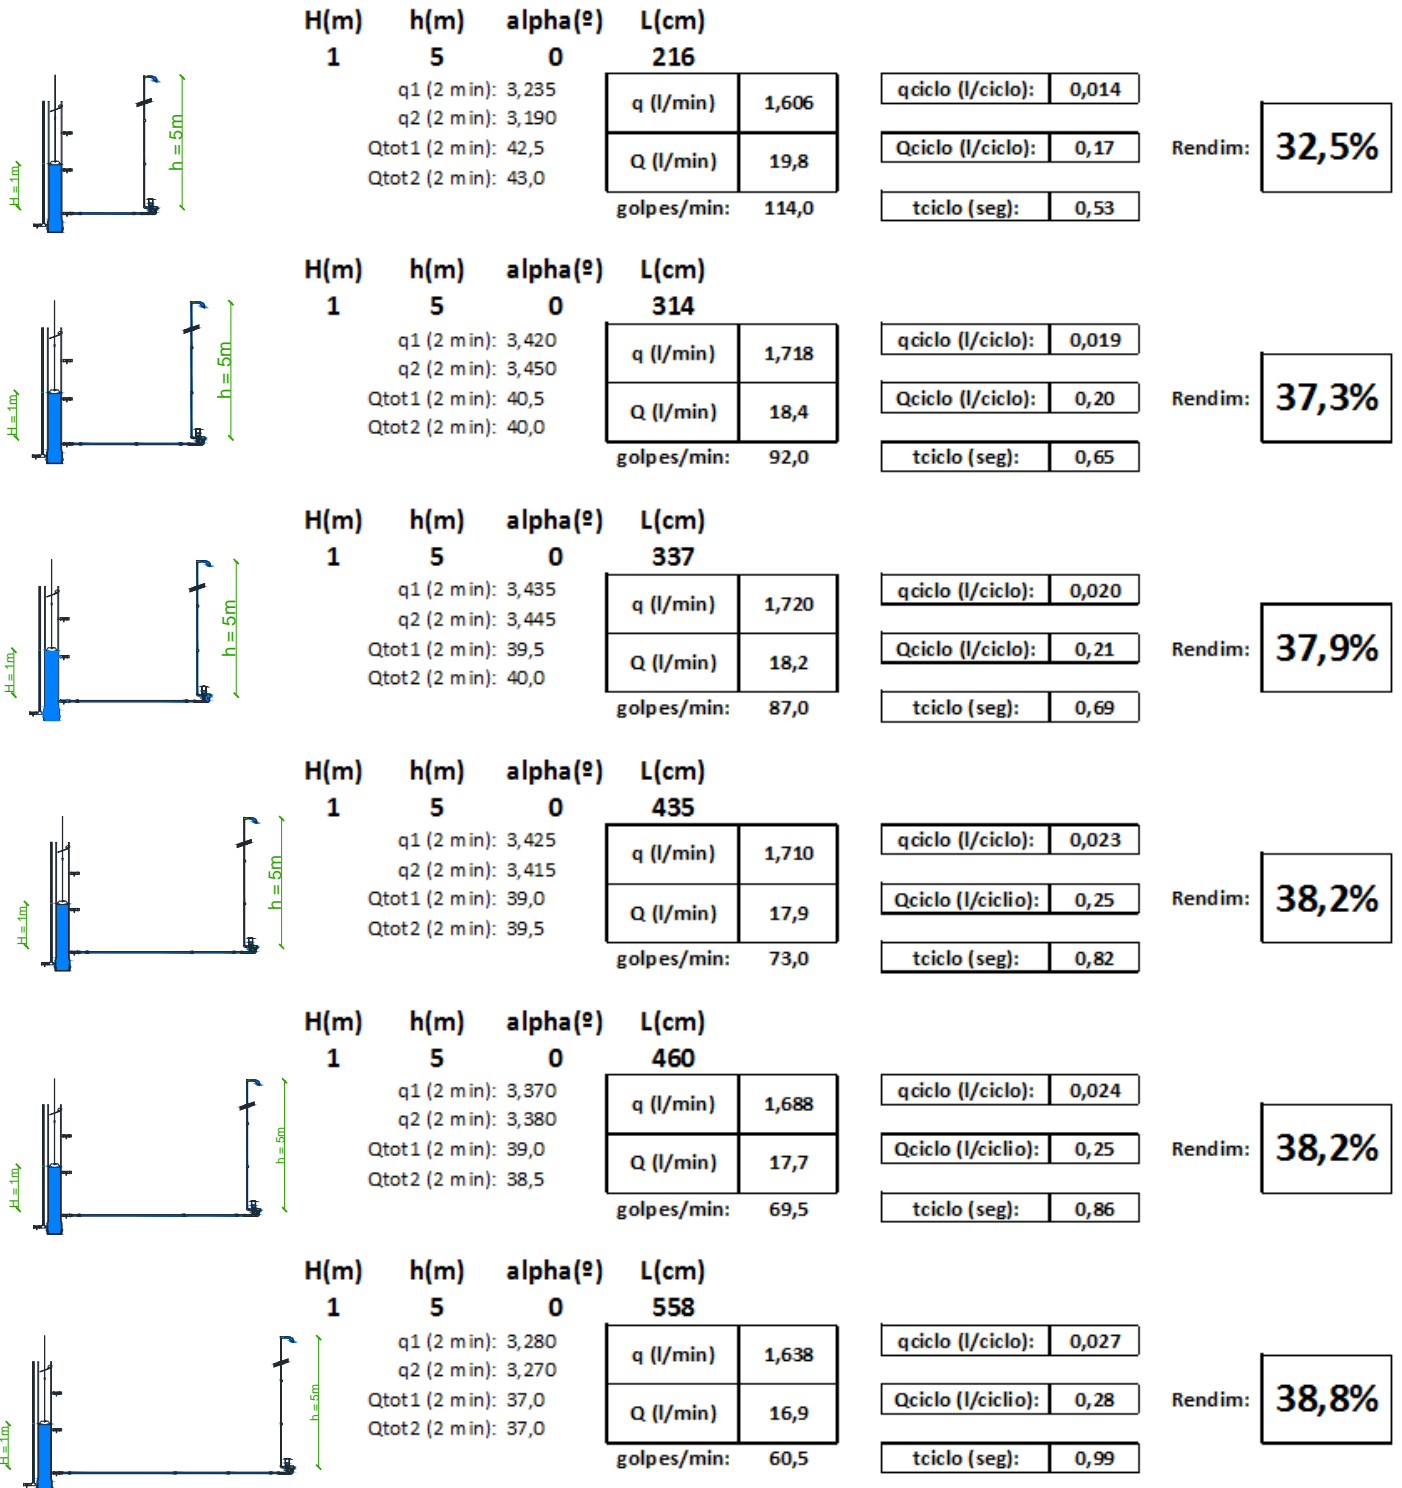 H(m) h(m) alpha(º) L(cm)
1 5 0 216
q1 (2 min): 3,235
q2 (2 min): 3,190
Qtot1 (2 min): 42,5
Qtot2 (2 min): 43,0
q (l/min) 1,606
Q (l/min) 19,8
golpes/min: 114,0
qciclo (l/ciclo): 0,014
Qciclo (l/ciclo): 0,17
tciclo (seg): 0,53
Rendim: 32,5%
H = 1m
h = 5m
H(m) h(m) alpha(º) L(cm)
1 5 0 314
q1 (2 min): 3,420
q2 (2 min): 3,450
Qtot1 (2 min): 40,5
Qtot2 (2 min): 40,0
q (l/min) 1,718
Q (l/min) 18,4
golpes/min: 92,0
qciclo (l/ciclo): 0,019
Qciclo (l/ciclo): 0,20
tciclo (seg): 0,65
Rendim: 37,3%
H = 1m
h = 5m
H(m) h(m) alpha(º) L(cm)
1 5 0 337
q1 (2 min): 3,435
q2 (2 min): 3,445
Qtot1 (2 min): 39,5
Qtot2 (2 min): 40,0
q (l/min) 1,720
Q (l/min) 18,2
golpes/min: 87,0
qciclo (l/ciclo): 0,020
Qciclo (l/ciclo): 0,21
tciclo (seg): 0,69
Rendim: 37,9%
H = 1m
h = 5m
H(m) h(m) alpha(º) L(cm)
1 5 0 435
q1 (2 min): 3,425
q2 (2 min): 3,415
Qtot1 (2 min): 39,0
Qtot2 (2 min): 39,5
q (l/min) 1,710
Q (l/min) 17,9
golpes/min: 73,0
qciclo (l/ciclo): 0,023
Qciclo (l/ciclio): 0,25
tciclo (seg): 0,82
Rendim: 38,2%
H = 1m
h = 5m
H(m) h(m) alpha(º) L(cm)
1 5 0 460
q1 (2 min): 3,370
q2 (2 min): 3,380
Qtot1 (2 min): 39,0
Qtot2 (2 min): 38,5
q (l/min) 1,688
Q (l/min) 17,7
golpes/min: 69,5
qciclo (l/ciclo): 0,024
Qciclo (l/ciclio): 0,25
tciclo (seg): 0,86
Rendim: 38,2%
H = 1m
h = 5m
H(m) h(m) alpha(º) L(cm)
1 5 0 558
q1 (2 min): 3,280
q2 (2 min): 3,270
Qtot1 (2 min): 37,0
Qtot2 (2 min): 37,0
q (l/min) 1,638
Q (l/min) 16,9
golpes/min: 60,5
qciclo (l/ciclo): 0,027
Qciclo (l/ciclio): 0,28
tciclo (seg): 0,99
Rendim: 38,8%
H = 1m
h = 5m